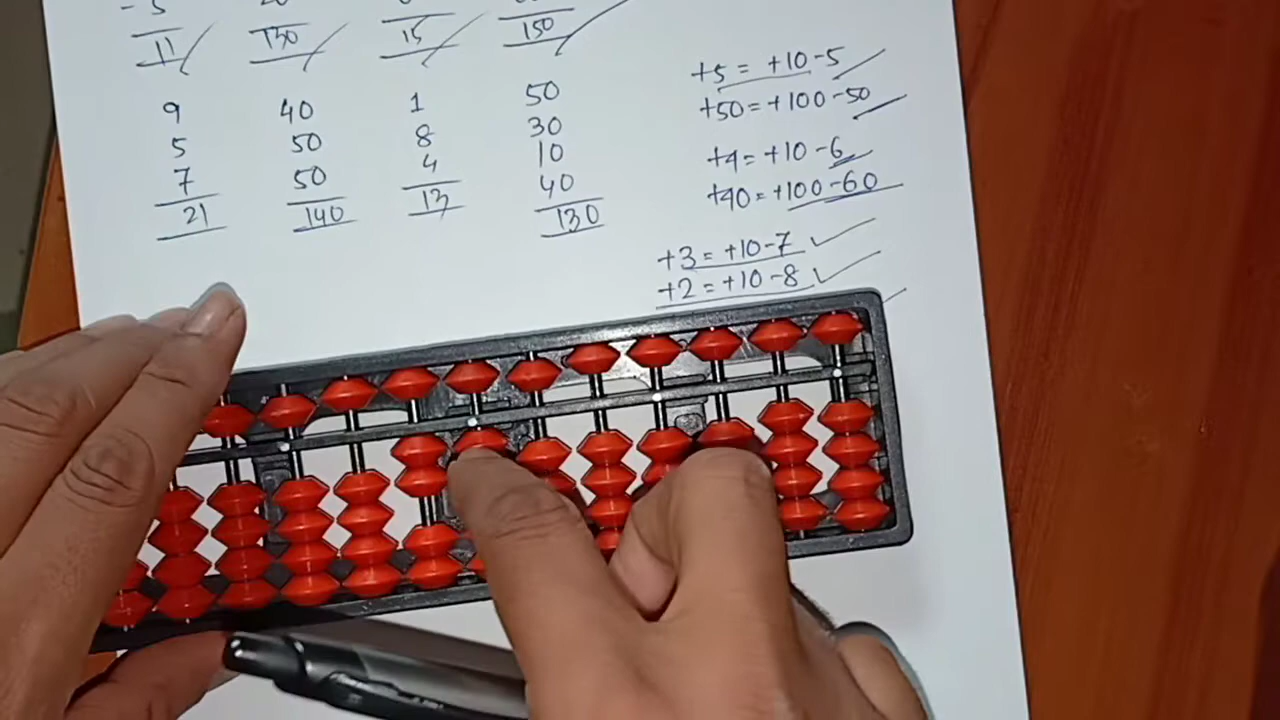 - 5
11 130 15 150
9 40 1 50
5 50 8 30
7 50 4 10
21 140 13 40
130
+5 = +10-5
+50=+100-50
+4=+10-6
+40=+100-60
+3=+10-7
+2=+10-8